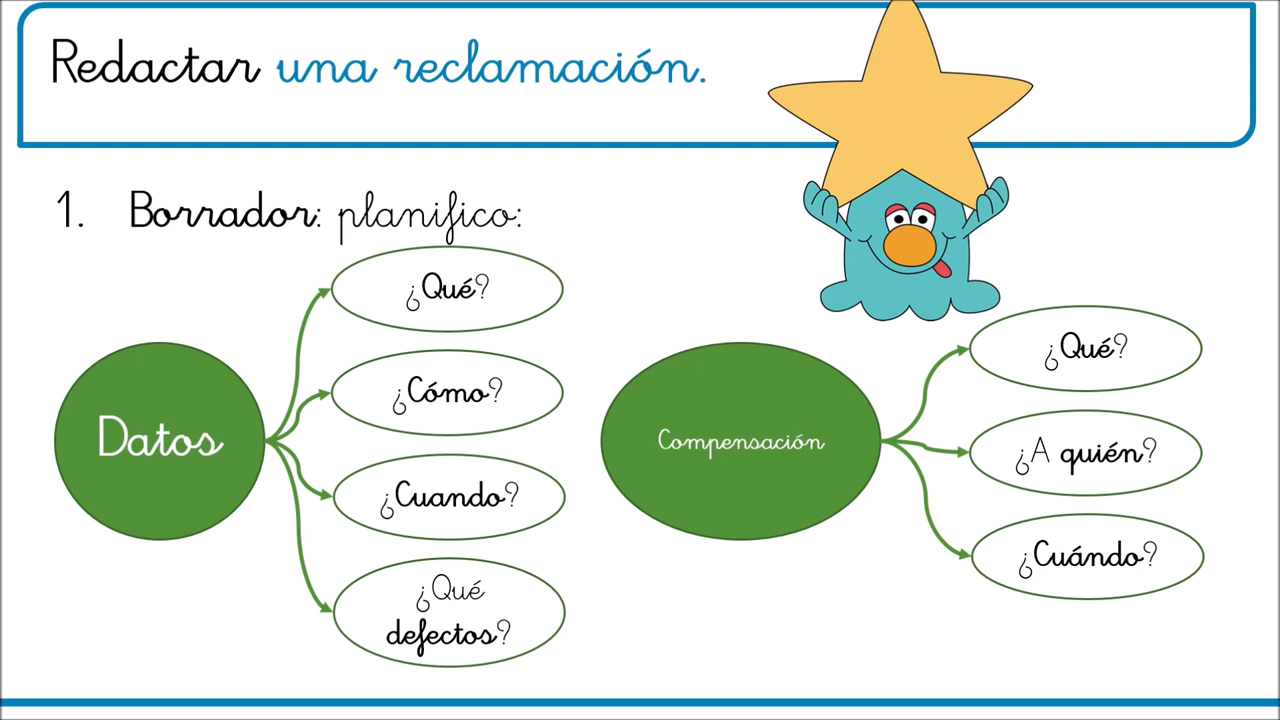 Redactar una reclamación.
1. Borrador: planifico:
Datos
¿Qué?
¿Cómo?
¿Cuando?
¿Qué
defectos?
Compensación
¿Qué?
¿A quién?
¿Cuándo?